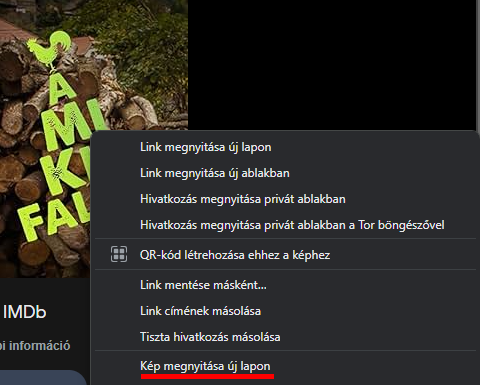 A
MI
KI
FAL
Link megnyitása új lapon
Link megnyitása új ablakban
Hivatkozás megnyitása privát ablakban
Hivatkozás megnyitása privát ablakban a Tor böngészővel
QR-kód létrehozása ehhez a képhez
IMDb
Link mentése másként...
Link címének másolása
Tiszta hivatkozás másolása
bi információ
Kép megnyitása új lapon